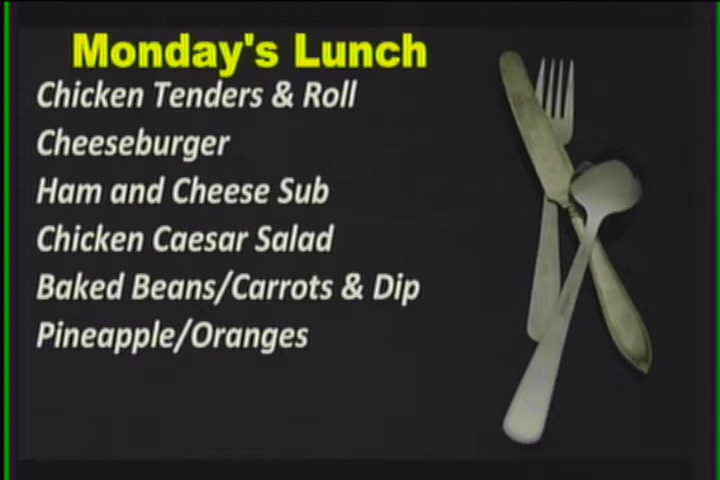 Monday's Lunch
Chicken Tenders & Roll
Cheeseburger
Ham and Cheese Sub
Chicken Caesar Salad
Baked Beans/Carrots & Dip
Pineapple/Oranges